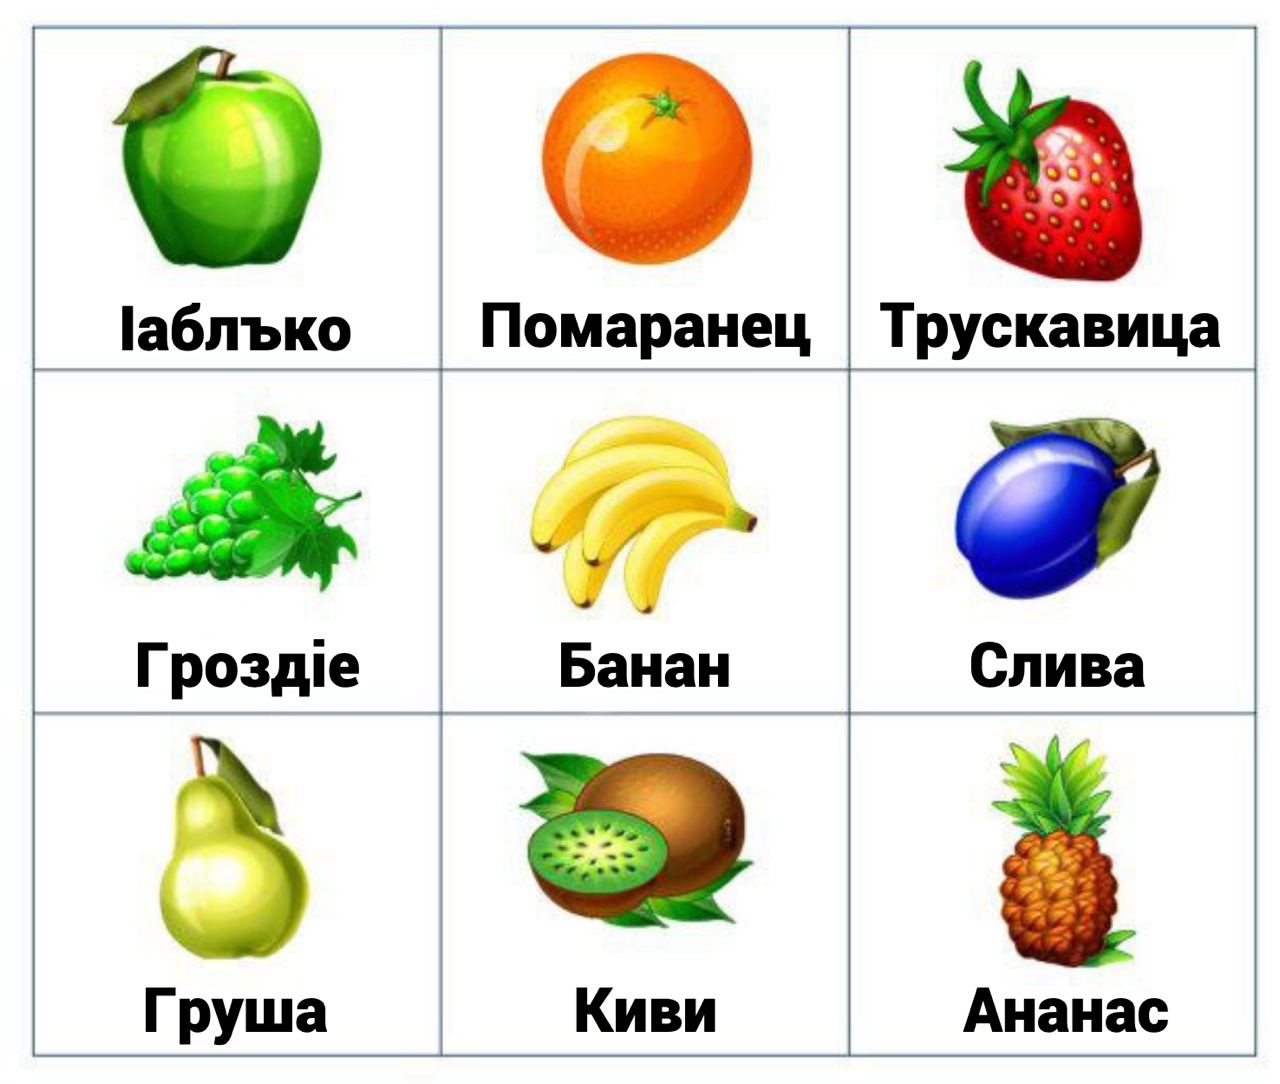 Іаблъко
Помаранец
Трускавица
Гроздіе
Банан
Слива
Груша
Киви
Ананас